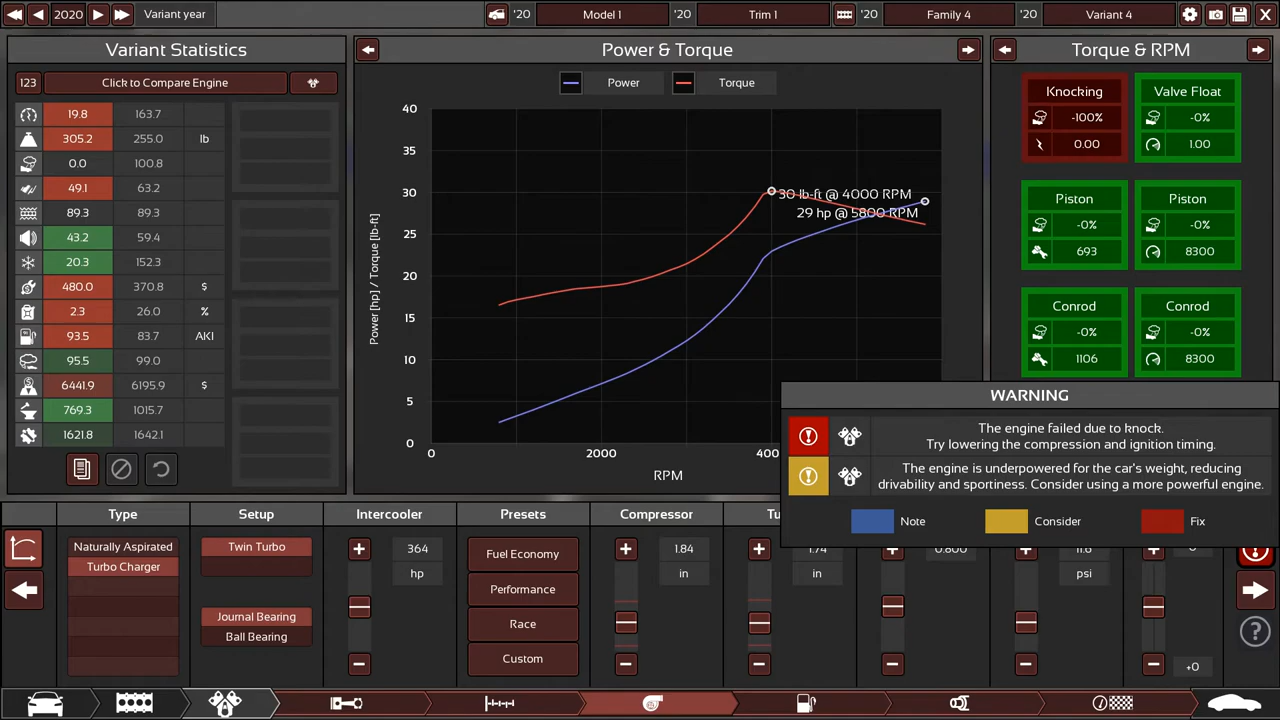 2020
Variant year
'20
Model 1
'20
Trim 1
'20
Family 4
'20
Variant 4
Variant Statistics
123
Click to Compare Engine
19.8 163.7
305.2 255.0 lb
0.0 100.8
49.1 63.2
89.3 89.3
43.2 59.4
20.3 152.3
480.0 370.8 $
2.3 26.0 %
93.5 83.7 AKI
95.5 99.0
6441.9 6195.9 $
769.3 1015.7
1621.8 1642.1
Power & Torque
Power
Torque
40
35
30
25
20
15
10
5
0
Power [hp] / Torque [lb-ft]
30 lb-ft @ 4000 RPM
29 hp @ 5800 RPM
0
2000
400
RPM
Torque & RPM
Knocking
-100%
0.00
Valve Float
-0%
1.00
Piston
-0%
693
Piston
-0%
8300
Conrod
-0%
1106
Conrod
-0%
8300
WARNING
The engine failed due to knock.
Try lowering the compression and ignition timing.
The engine is underpowered for the car's weight, reducing
drivability and sportiness. Consider using a more powerful engine.
Note
Consider
Fix
Type
Naturally Aspirated
Turbo Charger
Setup
Twin Turbo
Journal Bearing
Ball Bearing
Intercooler
364
hp
Presets
Fuel Economy
Performance
Race
Custom
Compressor
1.84
in
Tu
1.74
in
0.800
11.6
psi
0
+0